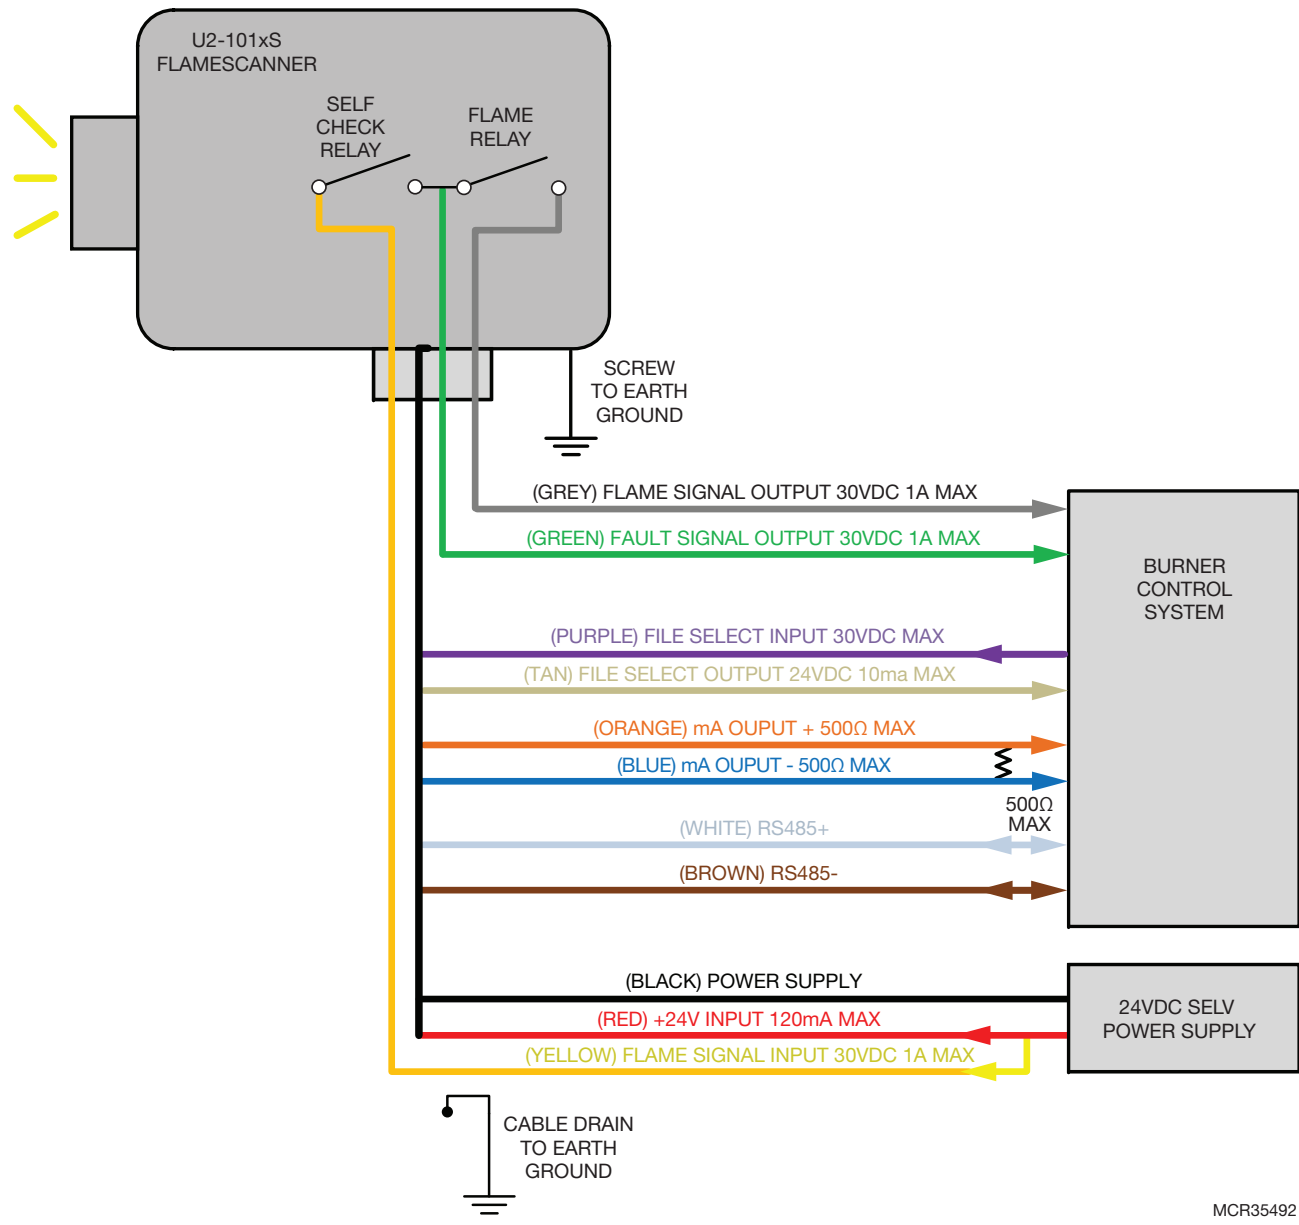 U2-101xS
FLAMESCANNER
SELF
CHECK
RELAY
FLAME
RELAY
SCREW
TO EARTH
GROUND
(GREY) FLAME SIGNAL OUTPUT 30VDC 1A MAX
(GREEN) FAULT SIGNAL OUTPUT 30VDC 1A MAX
BURNER
CONTROL
SYSTEM
(PURPLE) FILE SELECT INPUT 30VDC MAX
(TAN) FILE SELECT OUTPUT 24VDC 10ma MAX
(ORANGE) mA OUPUT + 500Ω MAX
(BLUE) mA OUPUT - 500Ω MAX
500Ω
MAX
(WHITE) RS485+
(BROWN) RS485-
(BLACK) POWER SUPPLY
(RED) +24V INPUT 120mA MAX
(YELLOW) FLAME SIGNAL INPUT 30VDC 1A MAX
24VDC SELV
POWER SUPPLY
CABLE DRAIN
TO EARTH
GROUND
MCR35492